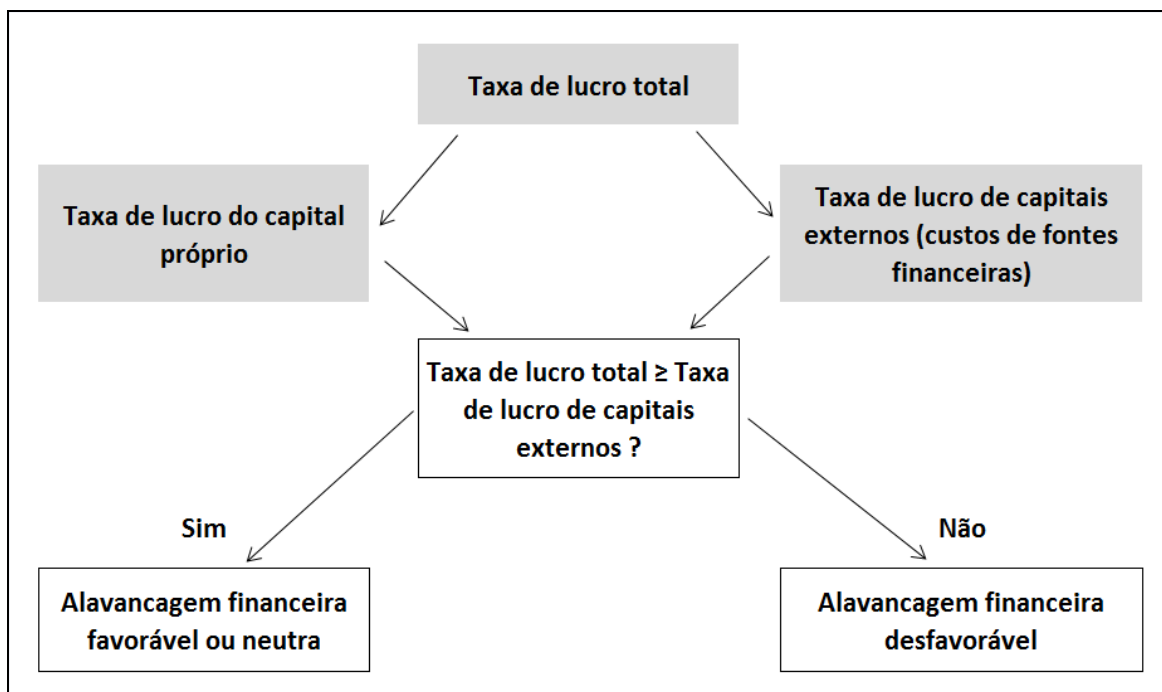 Taxa de lucro total
Taxa de lucro do capital
próprio
Taxa de lucro de capitais
externos (custos de fontes
financeiras)
Taxa de lucro total ≥ Taxa
de lucro de capitais
externos ?
Sim
Não
Alavancagem financeira
favorável ou neutra
Alavancagem financeira
desfavorável